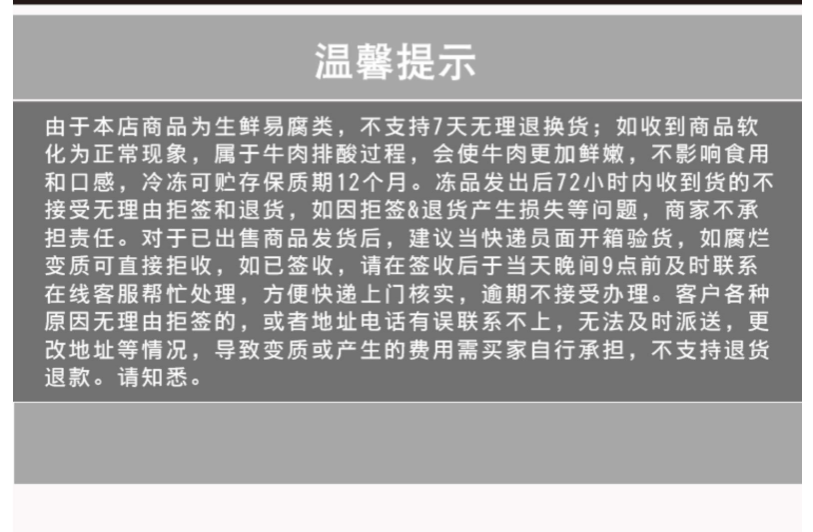 温馨提示
由于本店商品为生鲜易腐类，不支持7天无理退换货；如收到商品软
化为正常现象，属于牛肉排酸过程，会使牛肉更加鲜嫩，不影响食用
和口感，冷冻可贮存保质期12个月。冻品发出后72小时内收到货的不
接受无理由拒签和退货，如因拒签&退货产生损失等问题，商家不承
担责任。对于已出售商品发货后，建议当快递员面开箱验货，如腐烂
变质可直接拒收，如已签收，请在签收后于当天晚间9点前及时联系
在线客服帮忙处理，方便快递上门核实，逾期不接受办理。客户各种
原因无理由拒签的，或者地址电话有误联系不上，无法及时派送，更
改地址等情况，导致变质或产生的费用需买家自行承担，不支持退货
退款。请知悉。